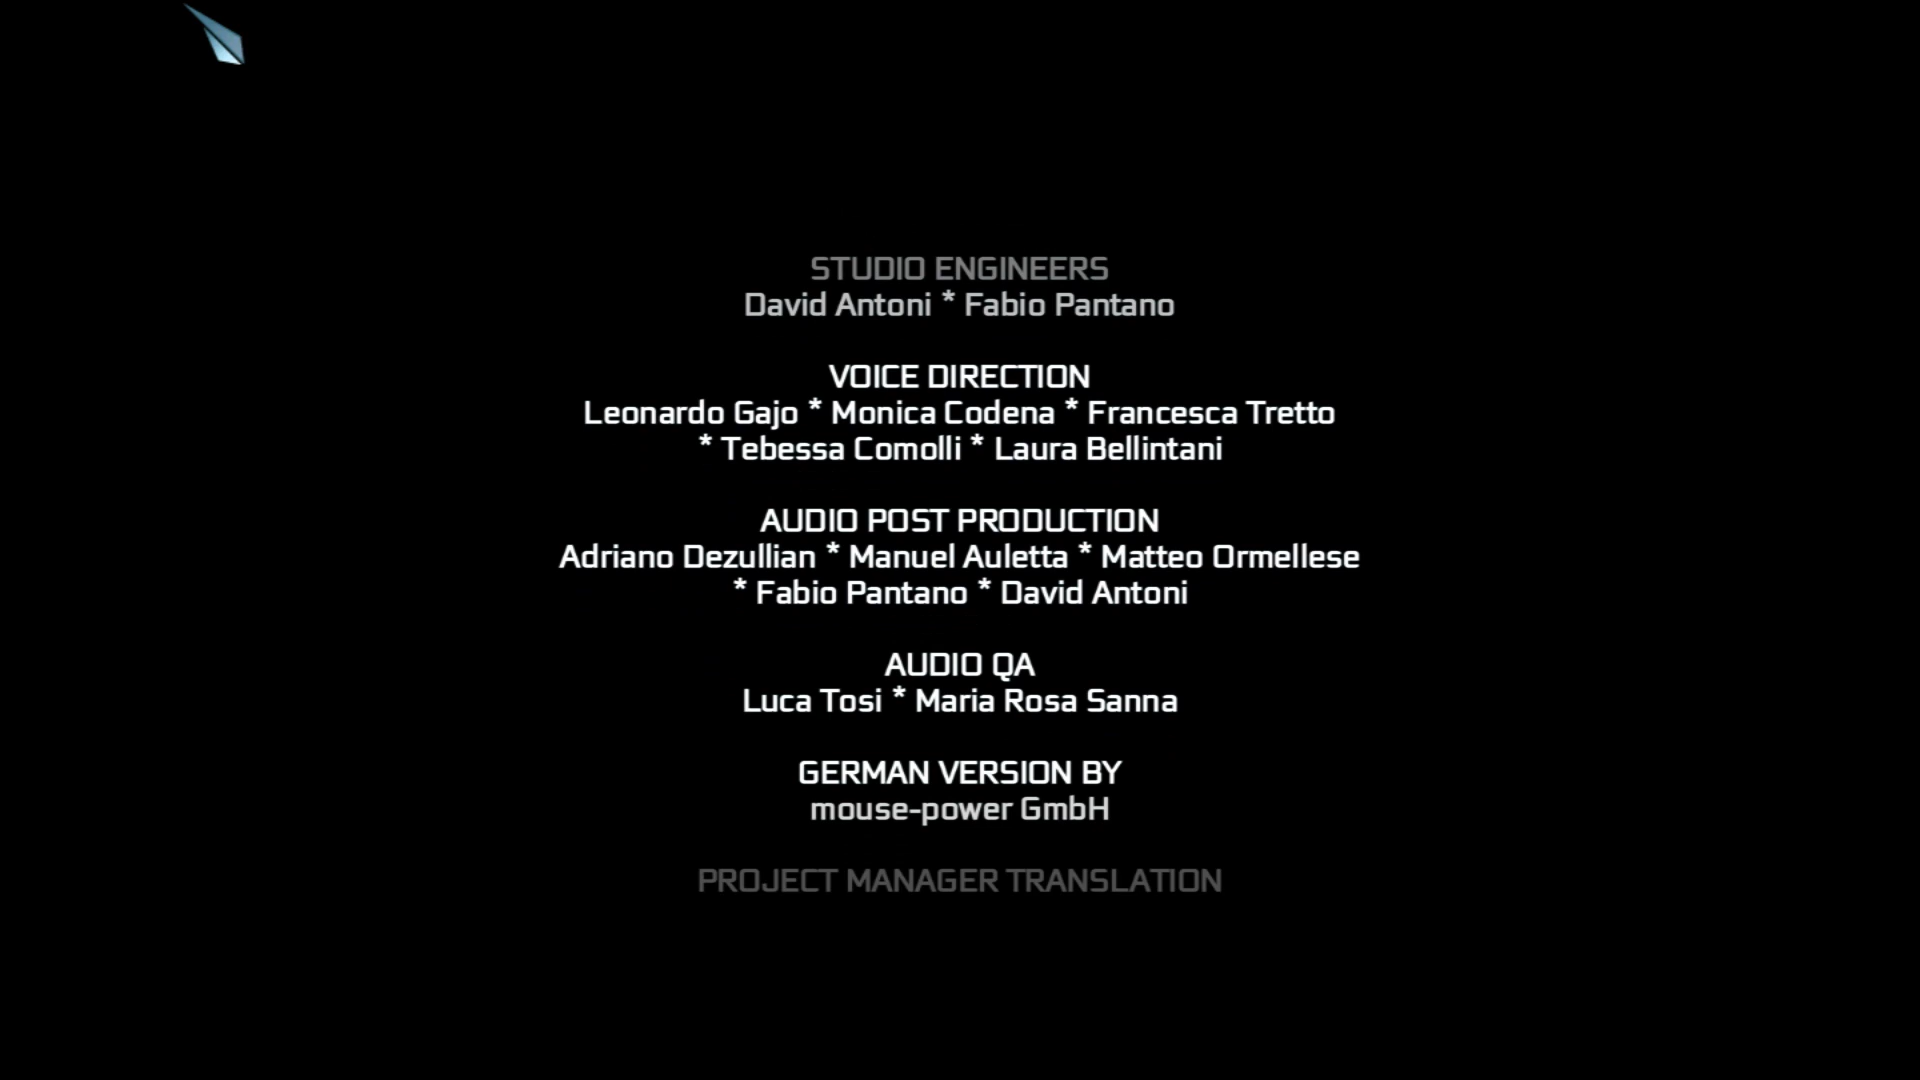 STUDIO ENGINEERS
David Antoni * Fabio Pantano
VOICE DIRECTION
Leonardo Gajo * Monica Codena * Francesca Tretto
* Tebessa Comolli * Laura Bellintani
AUDIO POST PRODUCTION
Adriano Dezullian * Manuel Auletta * Matteo Ormellese
* Fabio Pantano * David Antoni
AUDIO QA
Luca Tosi * Maria Rosa Sanna
GERMAN VERSION BY
mouse-power GmbH
PROJECT MANAGER TRANSLATION